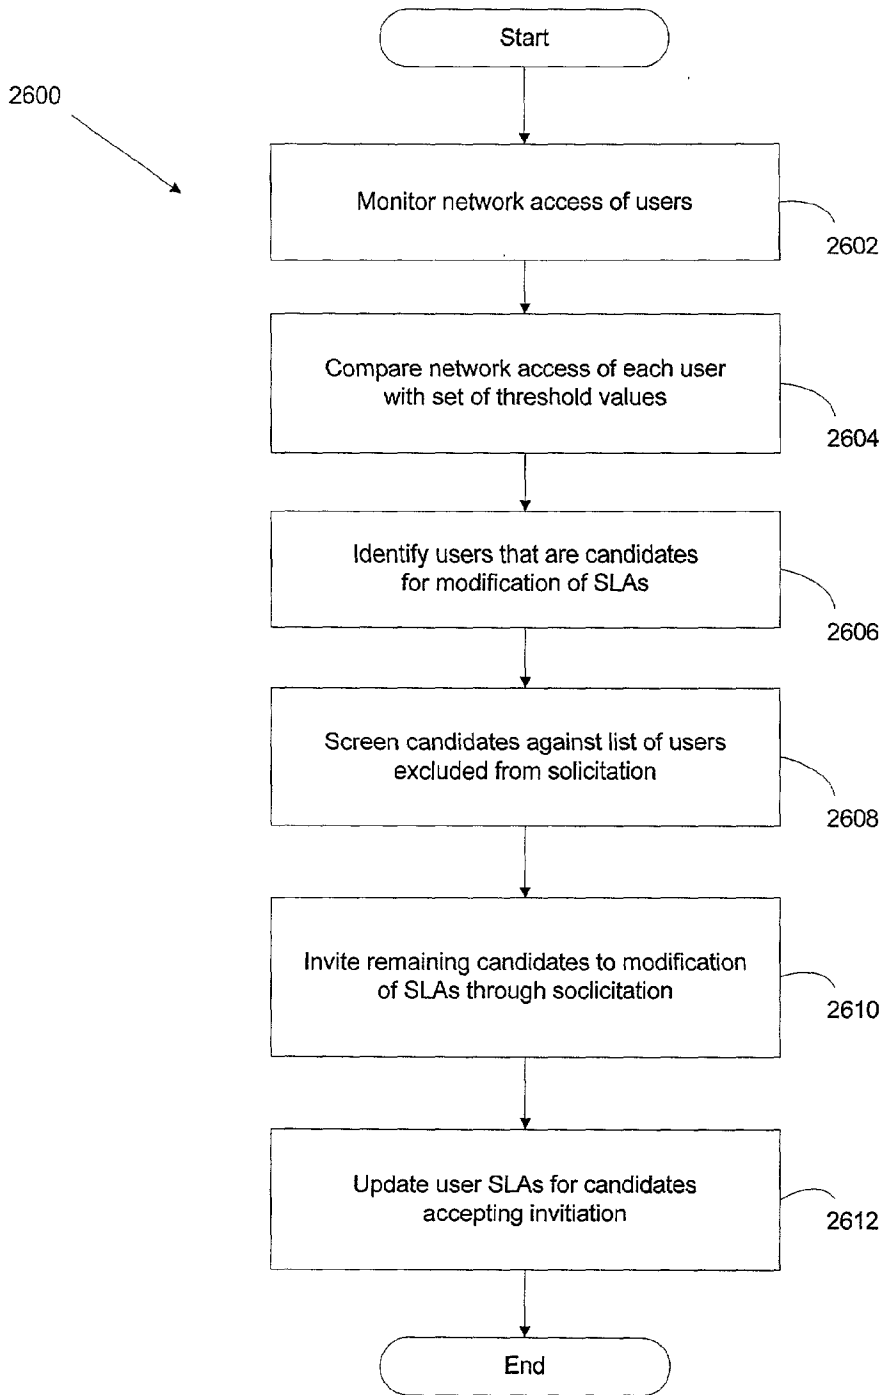 Start
2600
Monitor network access of users
2602
Compare network access of each user
with set of threshold values
2604
Identify users that are candidates
for modification of SLAs
2606
Screen candidates against list of users
excluded from solicitation
2608
Invite remaining candidates to modification
of SLAs through soclicitation
2610
Update user SLAs for candidates
accepting invitiation
2612
End